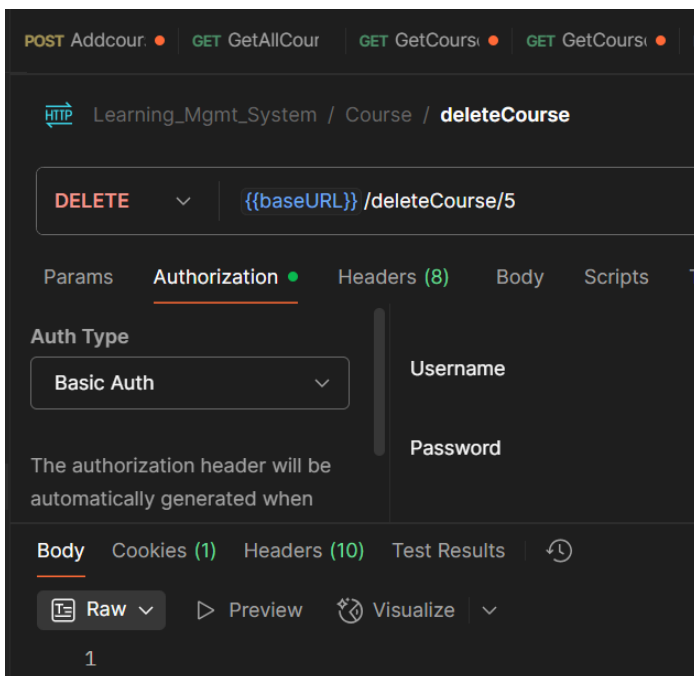 POST Addcour. GET GetAllCour GET GetCours GET GetCours
HTTP Learning_Mgmt_System / Course / deleteCourse
DELETE {{baseURL}} /deleteCourse/5
Params Authorization Headers (8) Body Scripts
Auth Type
Basic Auth
Username
Password
The authorization header will be
automatically generated when
Body Cookies (1) Headers (10) Test Results
Raw Preview Visualize
1